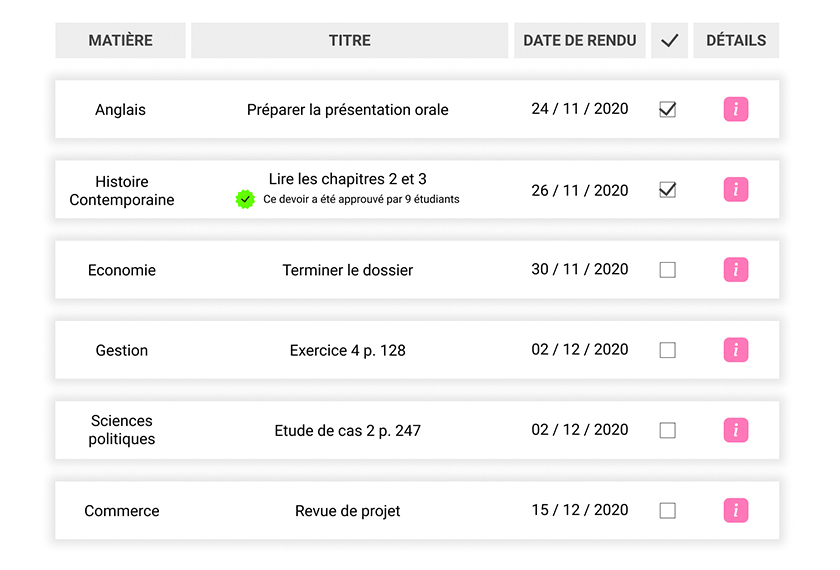 MATIÈRE TITRE DATE DE RENDU ✓ DÉTAILS
Anglais Préparer la présentation orale 24 / 11 / 2020 i
Histoire
Contemporaine
Lire les chapitres 2 et 3
Ce devoir a été approuvé par 9 étudiants
26 / 11 / 2020 i
Economie Terminer le dossier 30 / 11 / 2020 i
Gestion Exercice 4 p. 128 02 / 12 / 2020 i
Sciences
politiques
Etude de cas 2 p. 247 02 / 12 / 2020 i
Commerce Revue de projet 15 / 12 / 2020 i